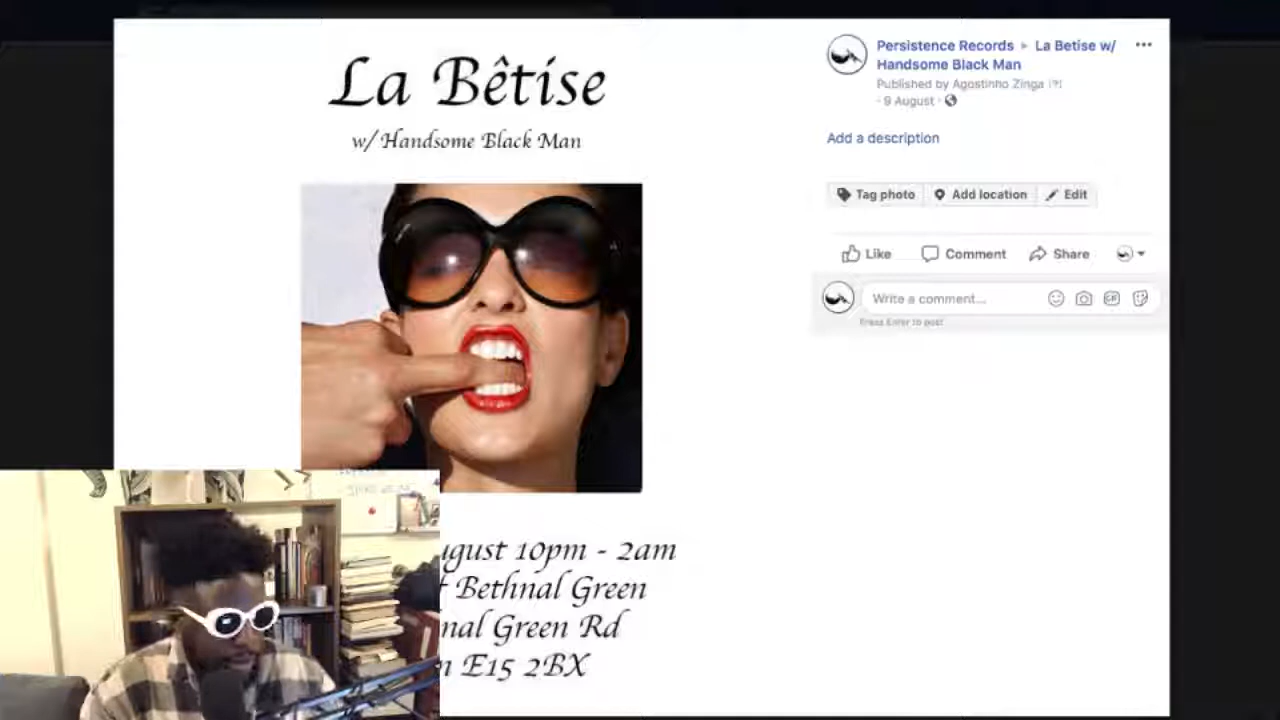 La Bêtise
w/ Handsome Black Man
ugust 10pm - 2am
Bethnal Green
nal Green Rd
E15 2BX
Persistence Records ▸ La Betise w/
Handsome Black Man
Published by Agostinho Zinga [?]
· 9 August ·
Add a description
Tag photo
Add location
Edit
Like
Comment
Share
Write a comment...
GIF
Press Enter to post